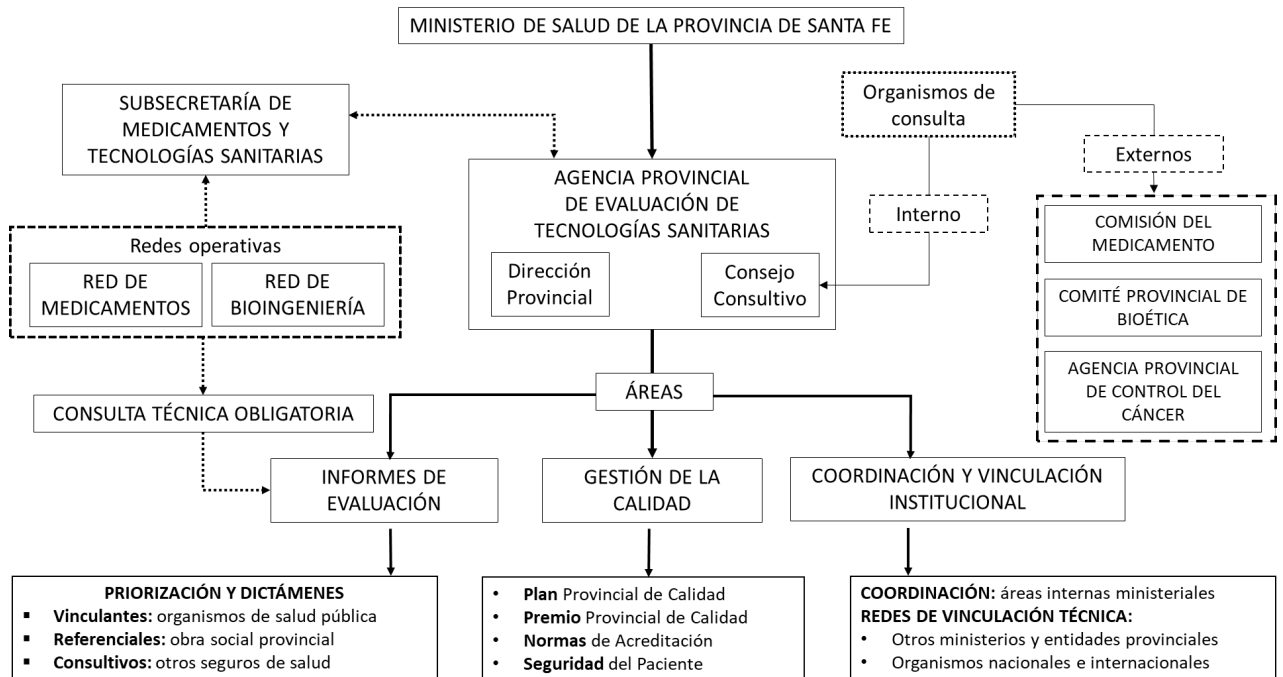 MINISTERIO DE SALUD DE LA PROVINCIA DE SANTA FE
SUBSECRETARÍA DE
MEDICAMENTOS Y
TECNOLOGÍAS SANITARIAS
Organismos de
consulta
Externos
Interno
AGENCIA PROVINCIAL
DE EVALUACIÓN DE
TECNOLOGÍAS SANITARIAS
Dirección
Provincial
Consejo
Consultivo
Redes operativas
RED DE
MEDICAMENTOS
RED DE
BIOINGENIERÍA
COMISIÓN DEL
MEDICAMENTO
COMITÉ PROVINCIAL DE
BIOÉTICA
AGENCIA PROVINCIAL
DE CONTROL DEL
CÁNCER
CONSULTA TÉCNICA OBLIGATORIA
ÁREAS
INFORMES DE
EVALUACIÓN
GESTIÓN DE LA
CALIDAD
COORDINACIÓN Y VINCULACIÓN
INSTITUCIONAL
PRIORIZACIÓN Y DICTÁMENES
▪ Vinculantes: organismos de salud pública
▪ Referenciales: obra social provincial
▪ Consultivos: otros seguros de salud
• Plan Provincial de Calidad
• Premio Provincial de Calidad
• Normas de Acreditación
• Seguridad del Paciente
COORDINACIÓN: áreas internas ministeriales
REDES DE VINCULACIÓN TÉCNICA:
• Otros ministerios y entidades provinciales
• Organismos nacionales e internacionales